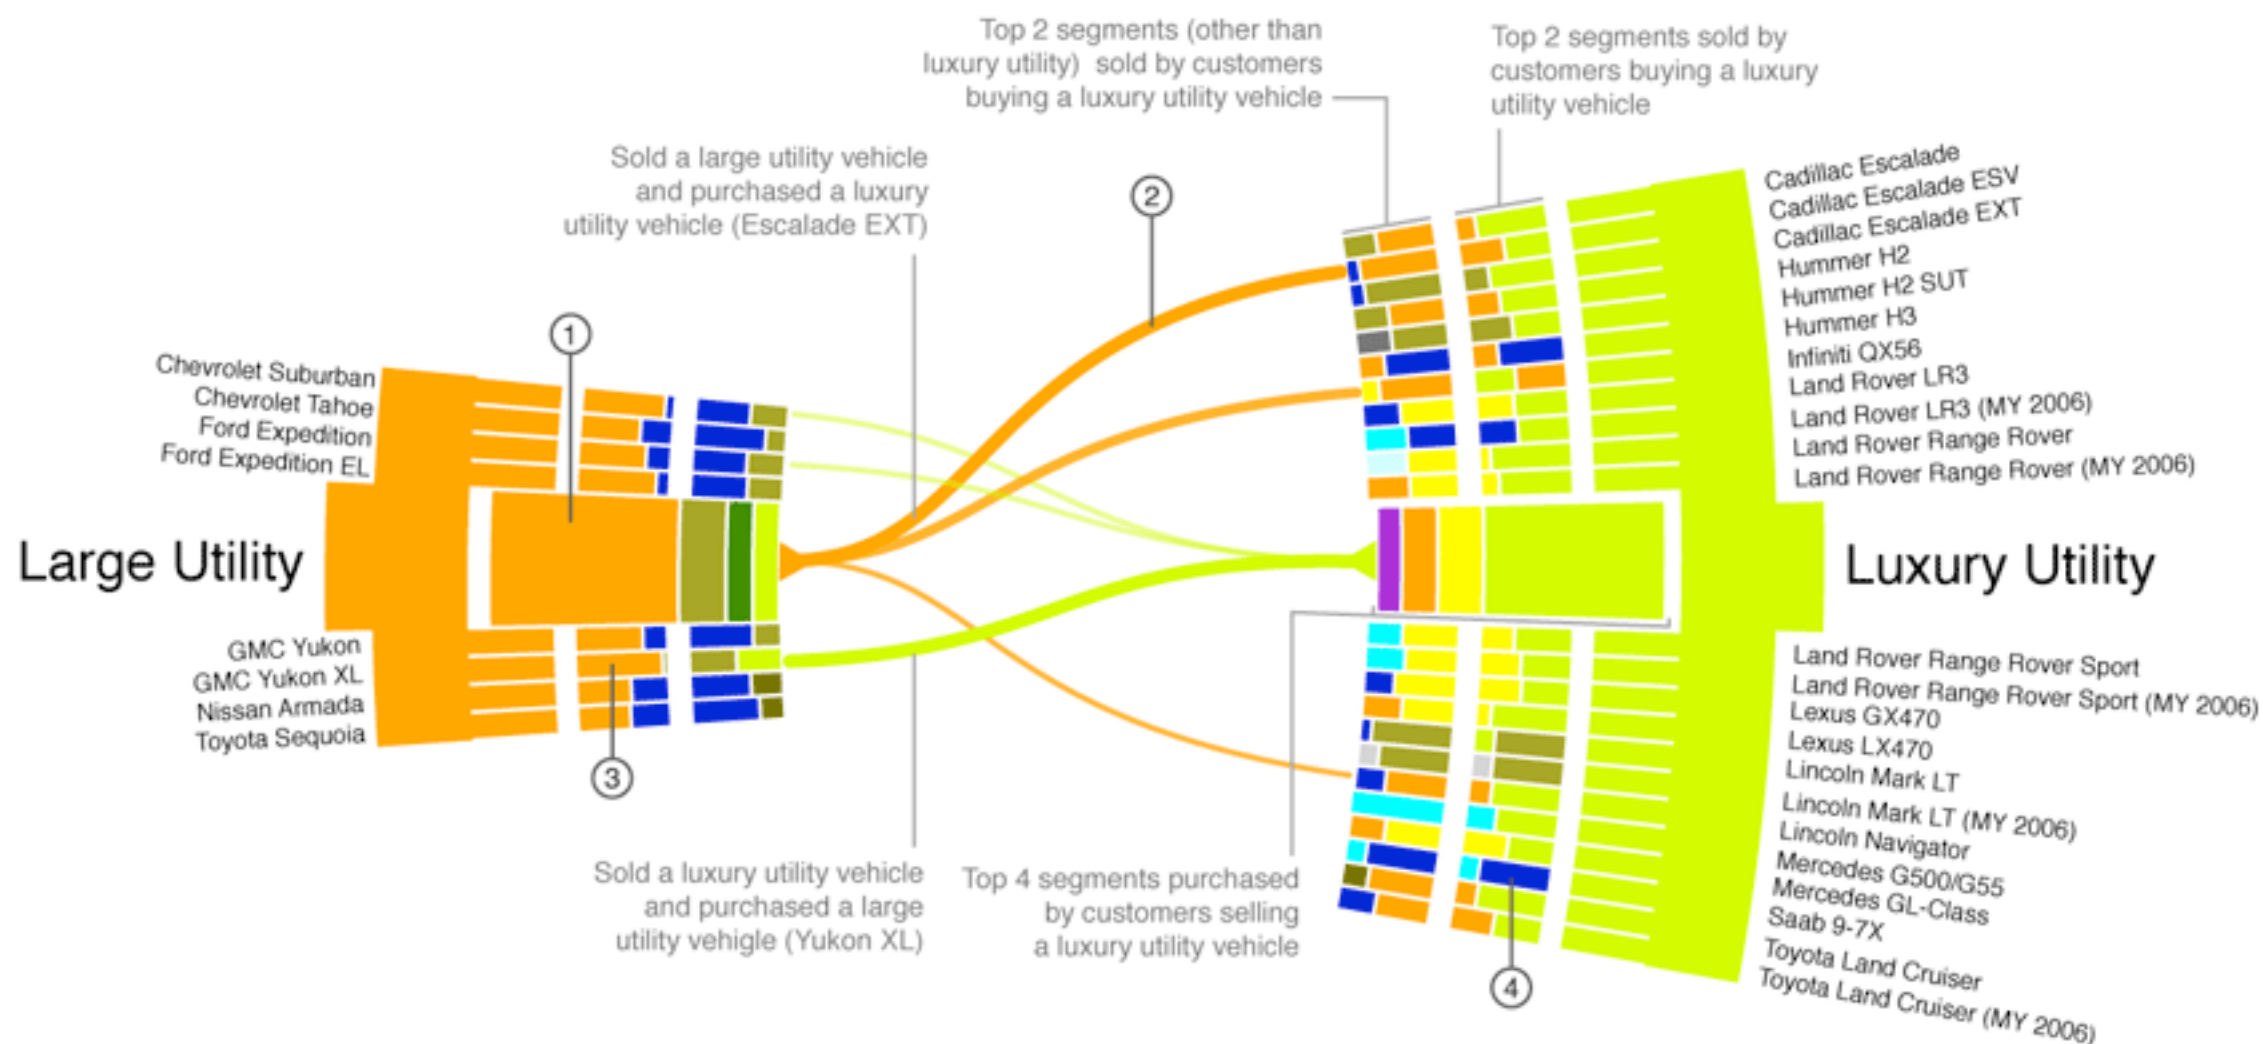 Top 2 segments (other than
luxury utility)  sold by customers
buying a luxury utility vehicle
Top 2 segments sold by
customers buying a luxury
utility vehicle
Sold a large utility vehicle
and purchased a luxury
utility vehicle (Escalade EXT)
2
1
Chevrolet Suburban
Chevrolet Tahoe
Ford Expedition
Ford Expedition EL
Large Utility
GMC Yukon
GMC Yukon XL
Nissan Armada
Toyota Sequoia
3
Cadillac Escalade
Cadillac Escalade ESV
Cadillac Escalade EXT
Hummer H2
Hummer H2 SUT
Hummer H3
Infiniti QX56
Land Rover LR3
Land Rover LR3 (MY 2006)
Land Rover Range Rover
Land Rover Range Rover (MY 2006)
Luxury Utility
Land Rover Range Rover Sport
Land Rover Range Rover Sport (MY 2006)
Lexus GX470
Lexus LX470
Lincoln Mark LT
Lincoln Mark LT (MY 2006)
Lincoln Navigator
Mercedes G500/G55
Mercedes GL-Class
Saab 9-7X
Toyota Land Cruiser
Toyota Land Cruiser (MY 2006)
Sold a luxury utility vehicle
and purchased a large
utility vehigle (Yukon XL)
Top 4 segments purchased
by customers selling
a luxury utility vehicle
4